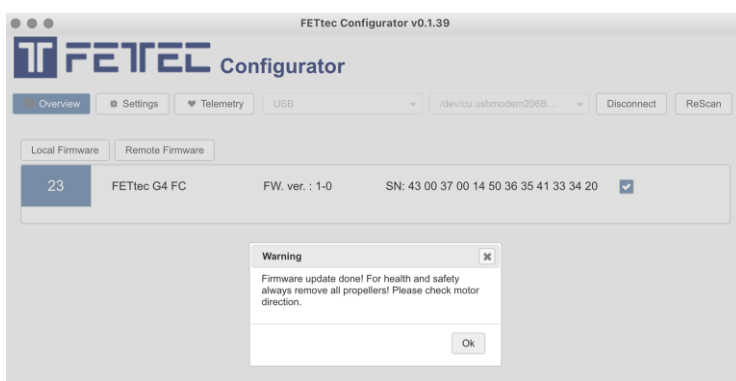 FETtec Configurator v0.1.39
FETTEC Configurator
Overview Settings Telemetry USB /dev/cu.usbmodem206B... Disconnect ReScan
Local Firmware Remote Firmware
23 FETtec G4 FC FW. ver. : 1-0 SN: 43 00 37 00 14 50 36 35 41 33 34 20
Warning
Firmware update done! For health and safety
always remove all propellers! Please check motor
direction.
Ok